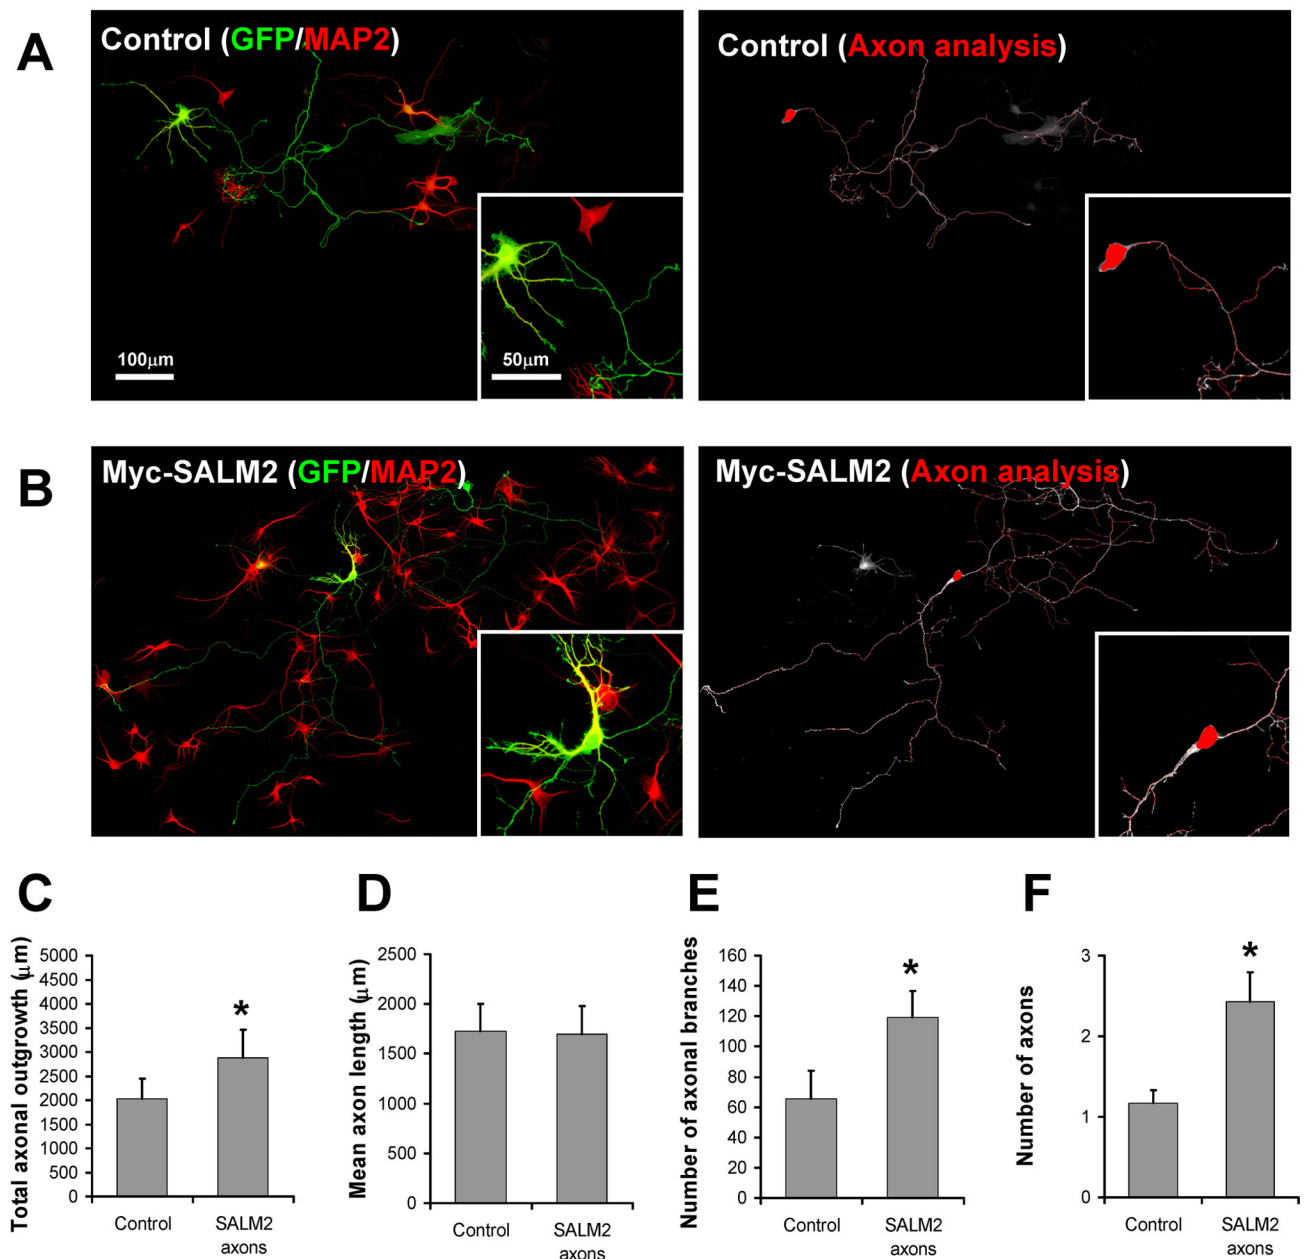 A
Control (GFP/MAP2)
Control (Axon analysis)
100µm
50µm
B
Myc-SALM2 (GFP/MAP2)
Myc-SALM2 (Axon analysis)
C
D
E
F
Total axonal outgrowth (µm)
5000
4500
4000
3500
3000
2500
2000
1500
1000
500
0
*
Control
SALM2
axons
Mean axon length (µm)
2500
2000
1500
1000
500
0
Control
SALM2
axons
Number of axonal branches
160
140
120
100
80
60
40
20
0
*
Control
SALM2
axons
Number of axons
3
2
1
0
*
Control
SALM2
axons